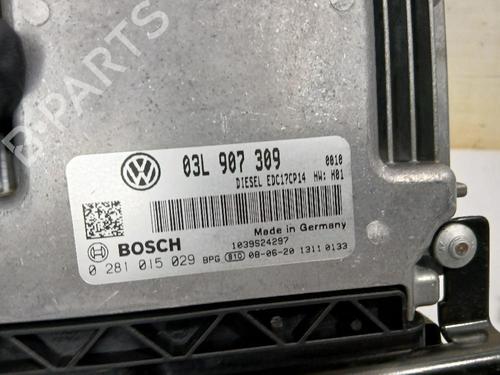 B-PARTS
03L 907 309
0010
DIESEL EDC17CP14 HW: H01
Made in Germany
BOSCH
1039S24297
0 281 015 029 BPG 810 08-06-20 1311 0133